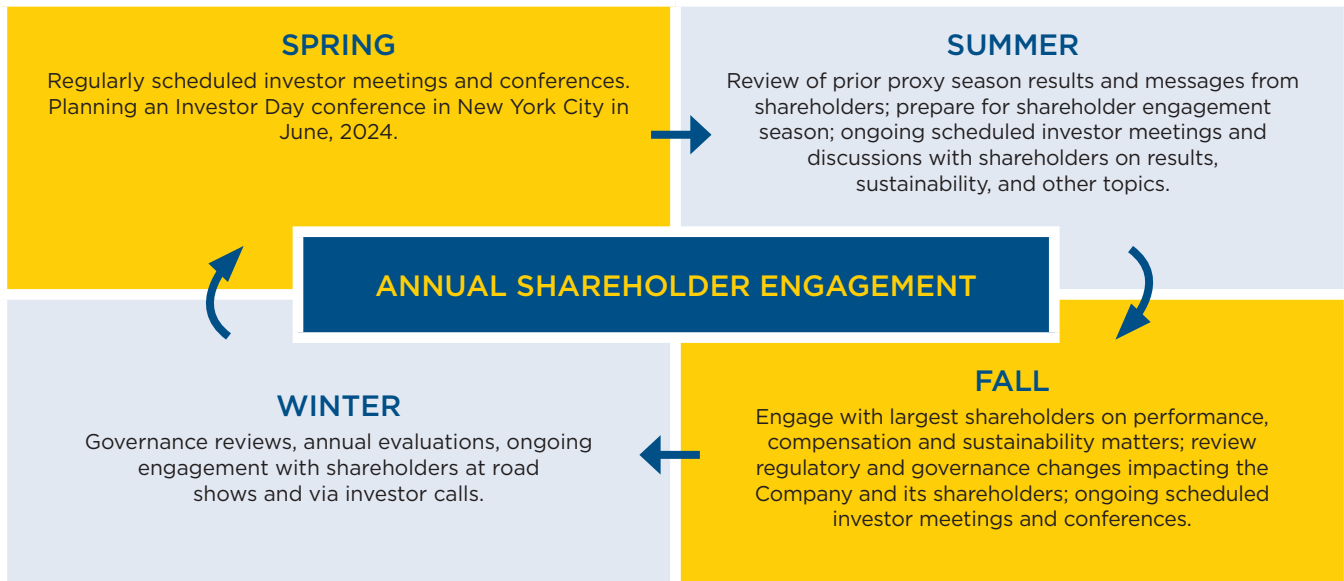 SPRING
Regularly scheduled investor meetings and conferences.
Planning an Investor Day conference in New York City in
June, 2024.
SUMMER
Review of prior proxy season results and messages from
shareholders; prepare for shareholder engagement
season; ongoing scheduled investor meetings and
discussions with shareholders on results,
sustainability, and other topics.
ANNUAL SHAREHOLDER ENGAGEMENT
WINTER
Governance reviews, annual evaluations, ongoing
engagement with shareholders at road
shows and via investor calls.
FALL
Engage with largest shareholders on performance,
compensation and sustainability matters; review
regulatory and governance changes impacting the
Company and its shareholders; ongoing scheduled
investor meetings and conferences.